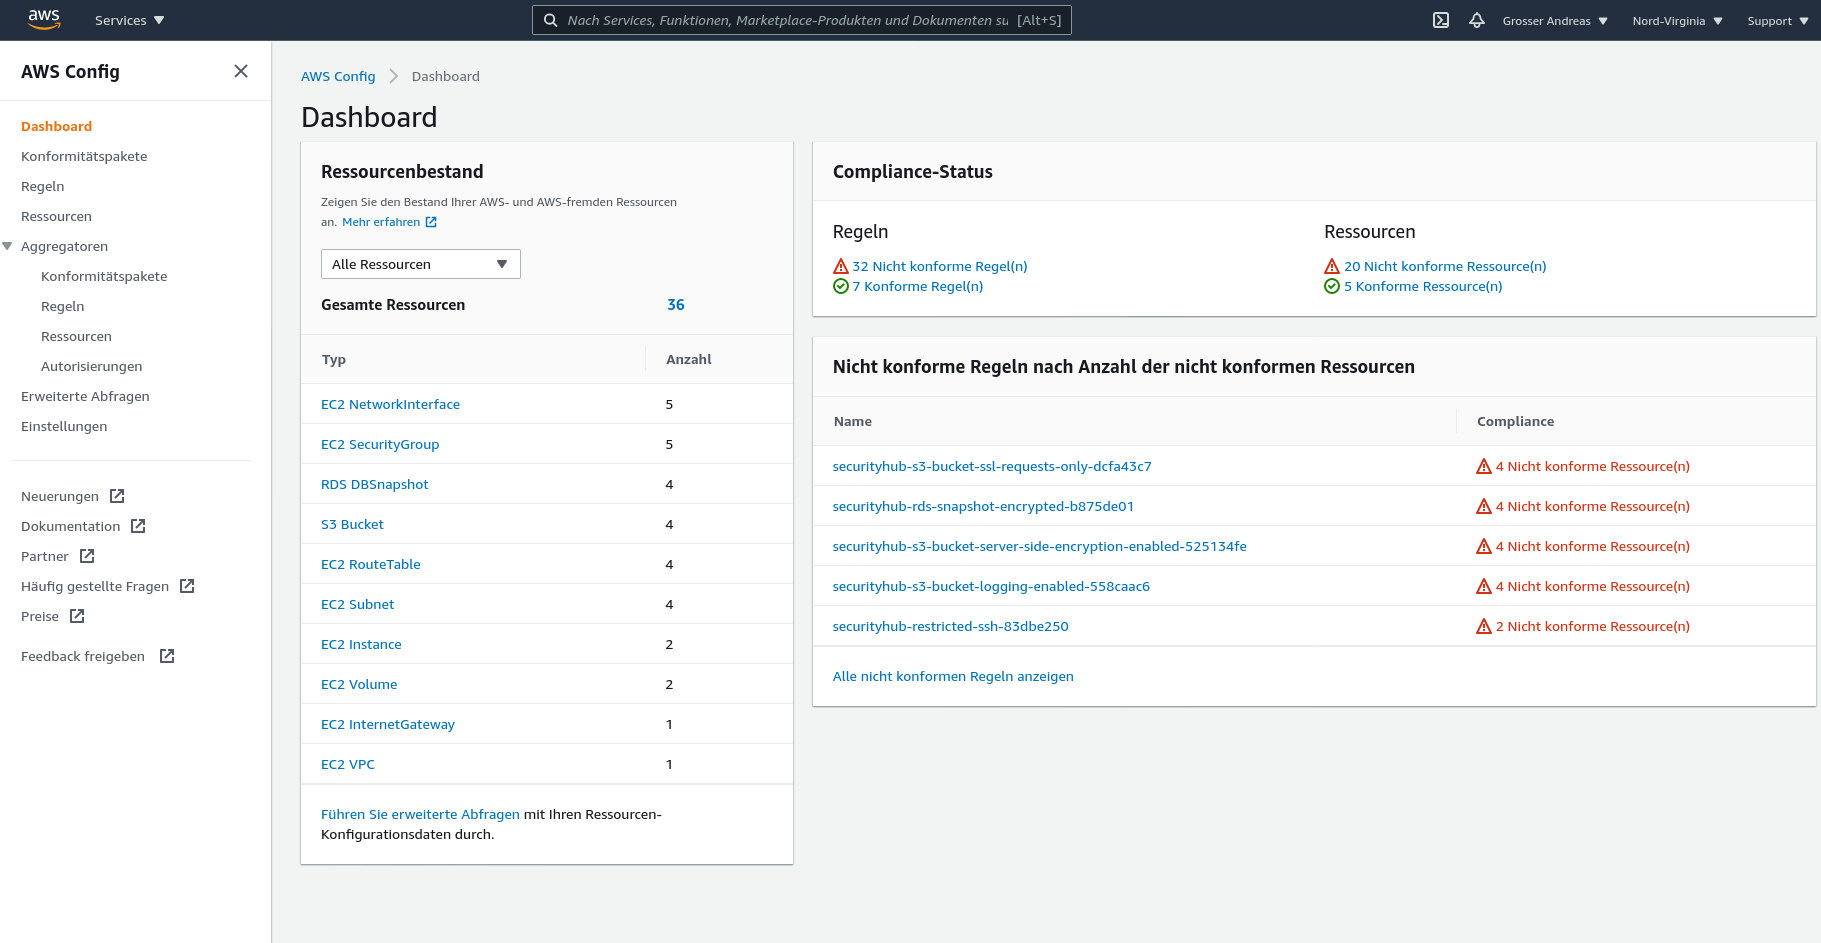 aws Services Nach Services, Funktionen, Marketplace-Produkten und Dokumenten su [Alt+S] Grosser Andreas Nord-Virginia Support
AWS Config
Dashboard
Konformitätspakete
Regeln
Ressourcen
Aggregatoren
Konformitätspakete
Regeln
Ressourcen
Autorisierungen
Erweiterte Abfragen
Einstellungen
Neuerungen
Dokumentation
Partner
Häufig gestellte Fragen
Preise
Feedback freigeben
AWS Config Dashboard
Dashboard
Ressourcenbestand
Zeigen Sie den Bestand Ihrer AWS- und AWS-fremden Ressourcen
an. Mehr erfahren
Alle Ressourcen
Gesamte Ressourcen 36
Typ Anzahl
EC2 NetworkInterface 5
EC2 SecurityGroup 5
RDS DBSnapshot 4
S3 Bucket 4
EC2 RouteTable 4
EC2 Subnet 4
EC2 Instance 2
EC2 Volume 2
EC2 InternetGateway 1
EC2 VPC 1
Führen Sie erweiterte Abfragen mit Ihren Ressourcen-
Konfigurationsdaten durch.
Compliance-Status
Regeln
32 Nicht konforme Regel(n)
7 Konforme Regel(n)
Ressourcen
20 Nicht konforme Ressource(n)
5 Konforme Ressource(n)
Nicht konforme Regeln nach Anzahl der nicht konformen Ressourcen
Name Compliance
securityhub-s3-bucket-ssl-requests-only-dcfa43c7 4 Nicht konforme Ressource(n)
securityhub-rds-snapshot-encrypted-b875de01 4 Nicht konforme Ressource(n)
securityhub-s3-bucket-server-side-encryption-enabled-525134fe 4 Nicht konforme Ressource(n)
securityhub-s3-bucket-logging-enabled-558caac6 4 Nicht konforme Ressource(n)
securityhub-restricted-ssh-83dbe250 2 Nicht konforme Ressource(n)
Alle nicht konformen Regeln anzeigen